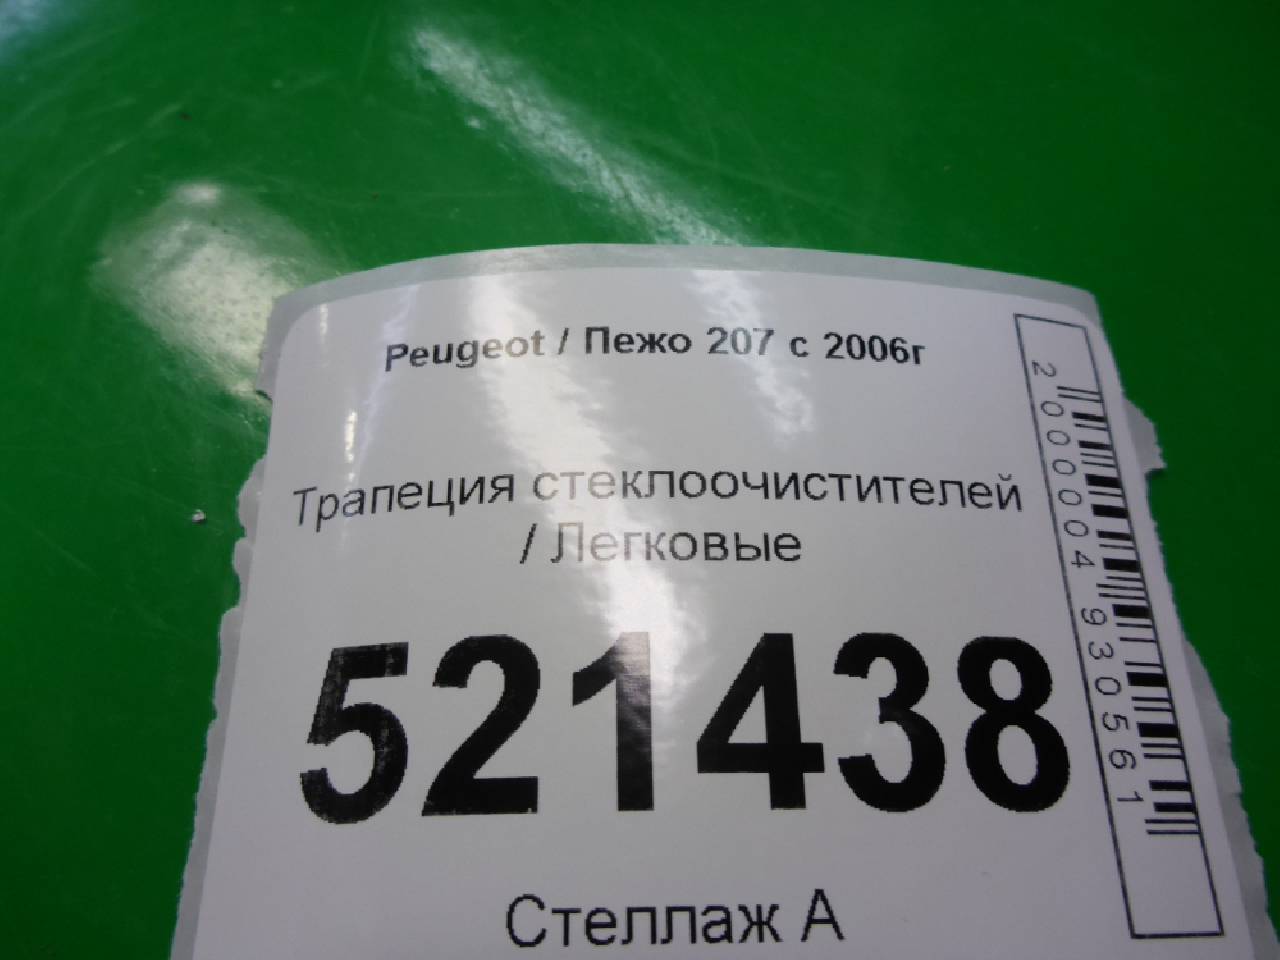 Peugeot / Пежо 207 с 2006г
Трапеция стеклоочистителей
/ Легковые
521438
Стеллаж А
2000004930561